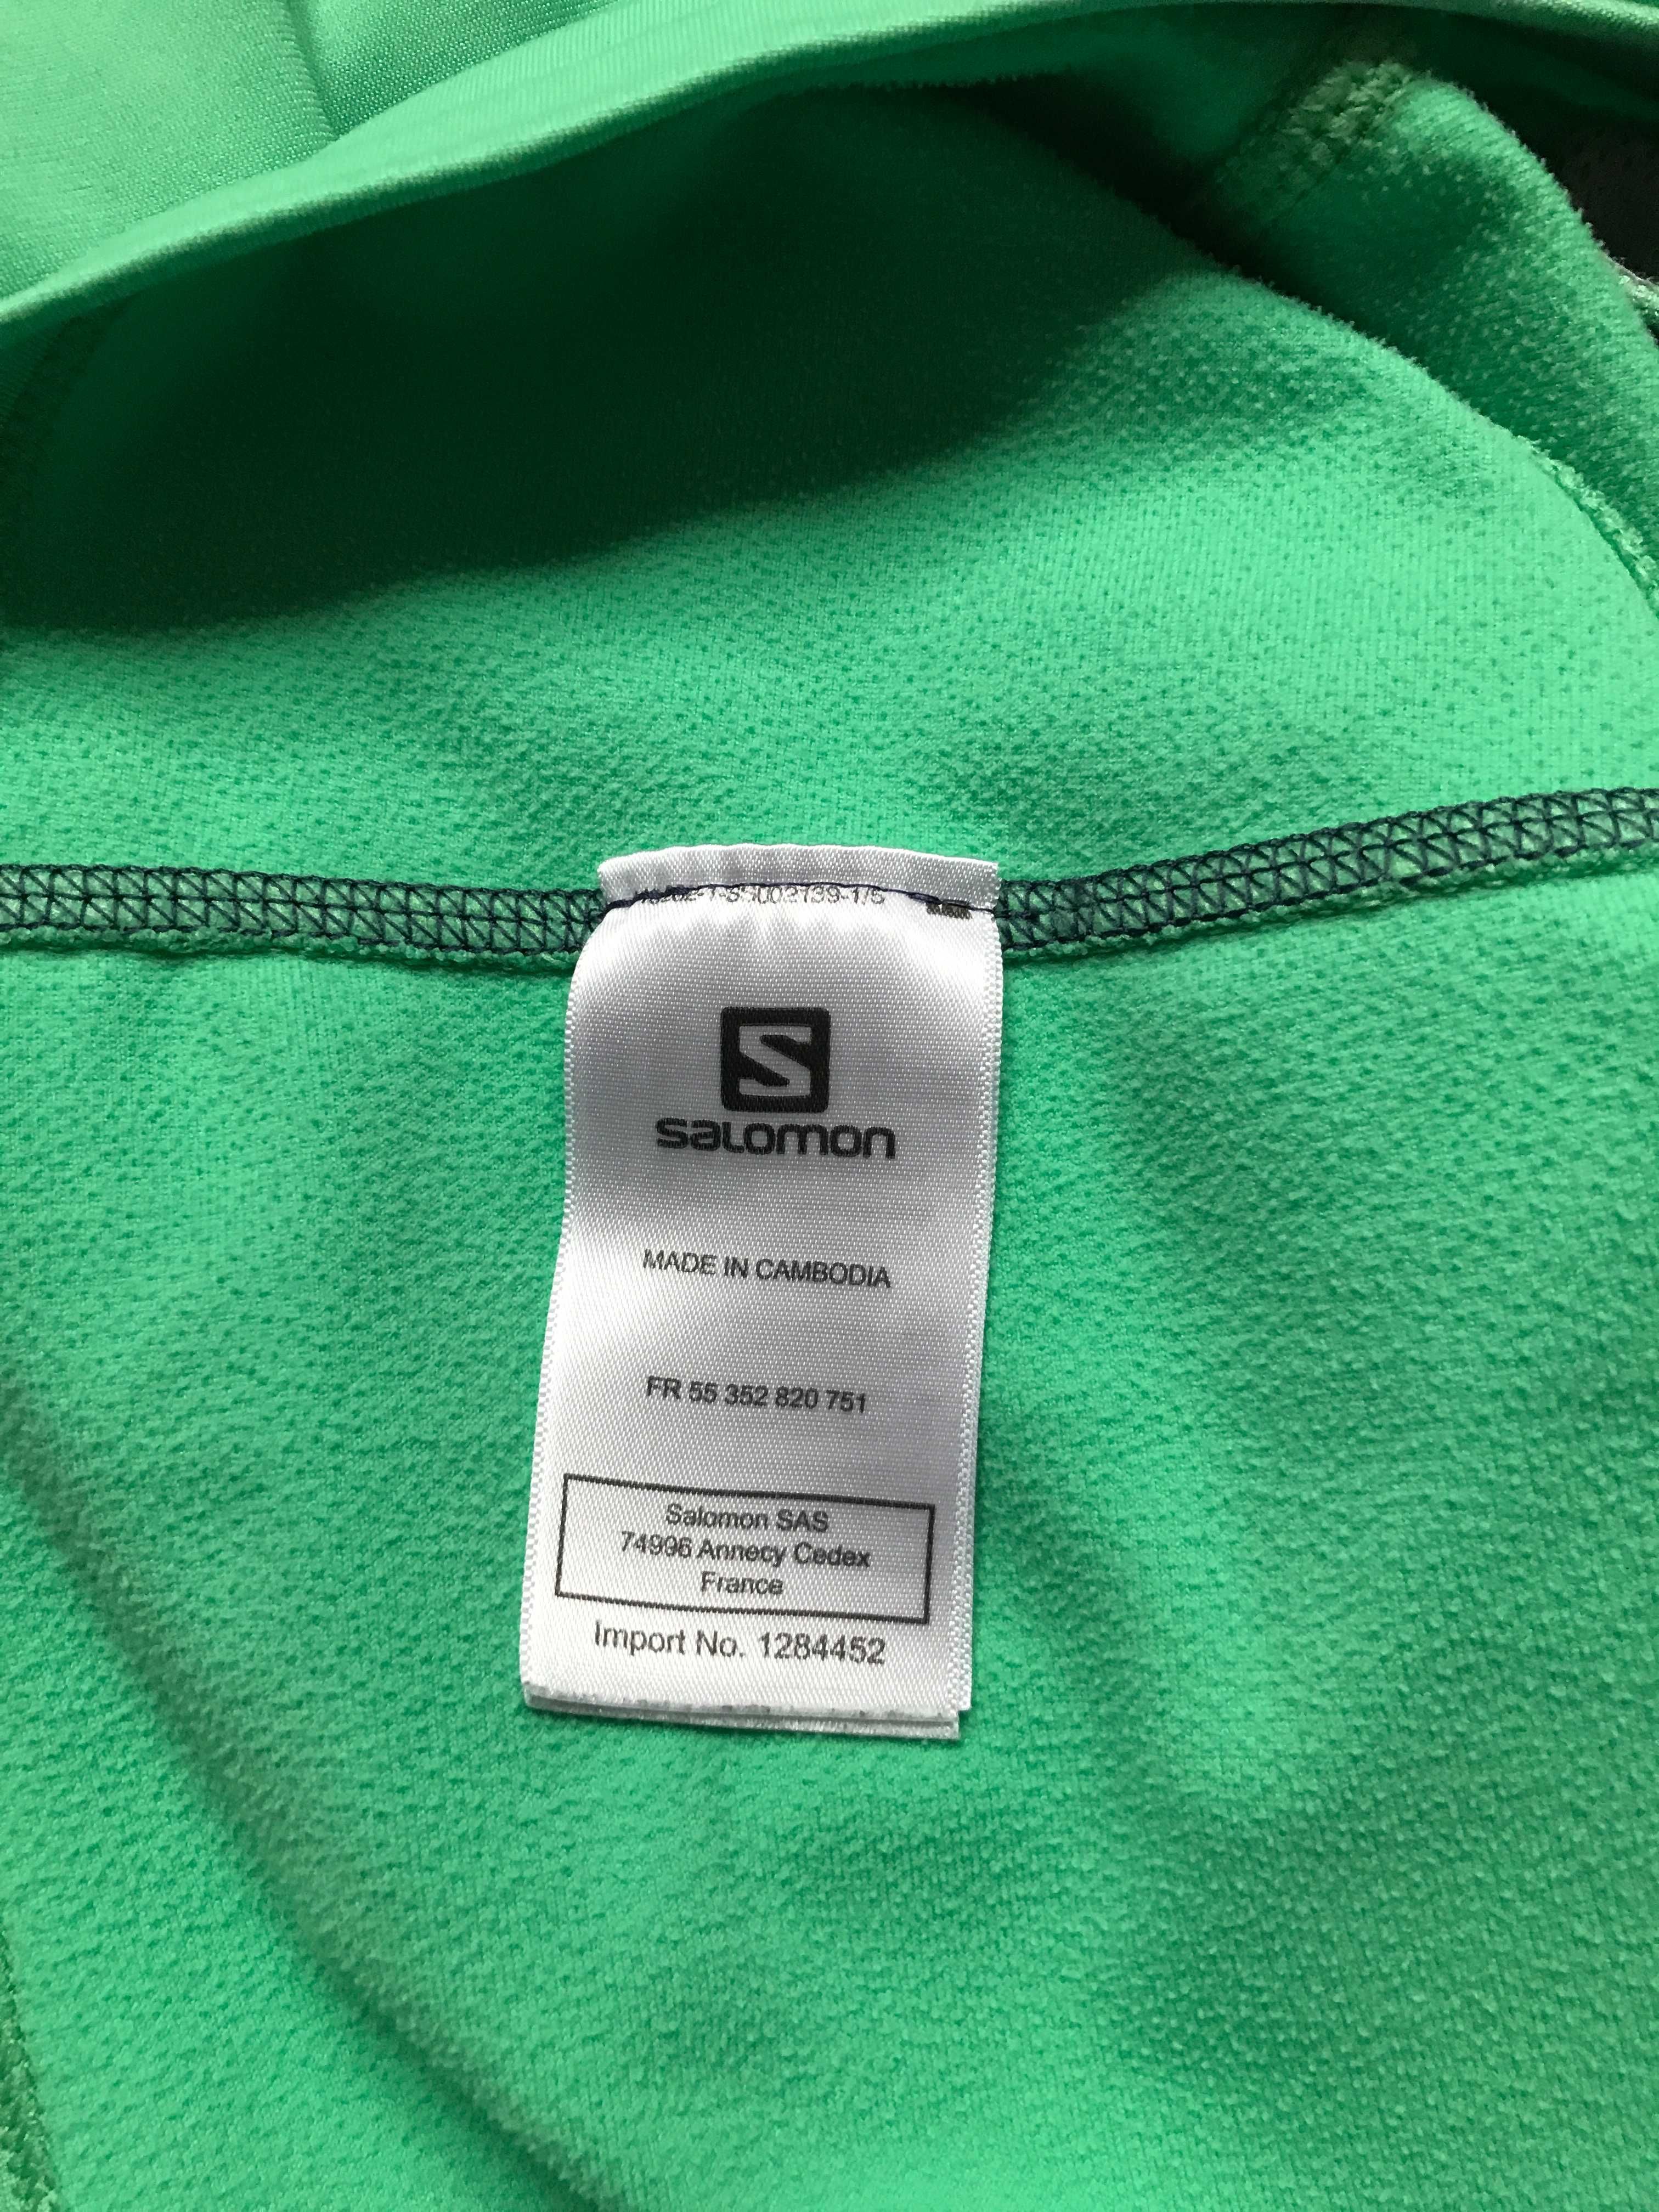 S
salomon
MADE IN CAMBODIA
FR 55 352 820 751
Salomon SAS
74996 Annecy Cedex
France
Import No. 1284452